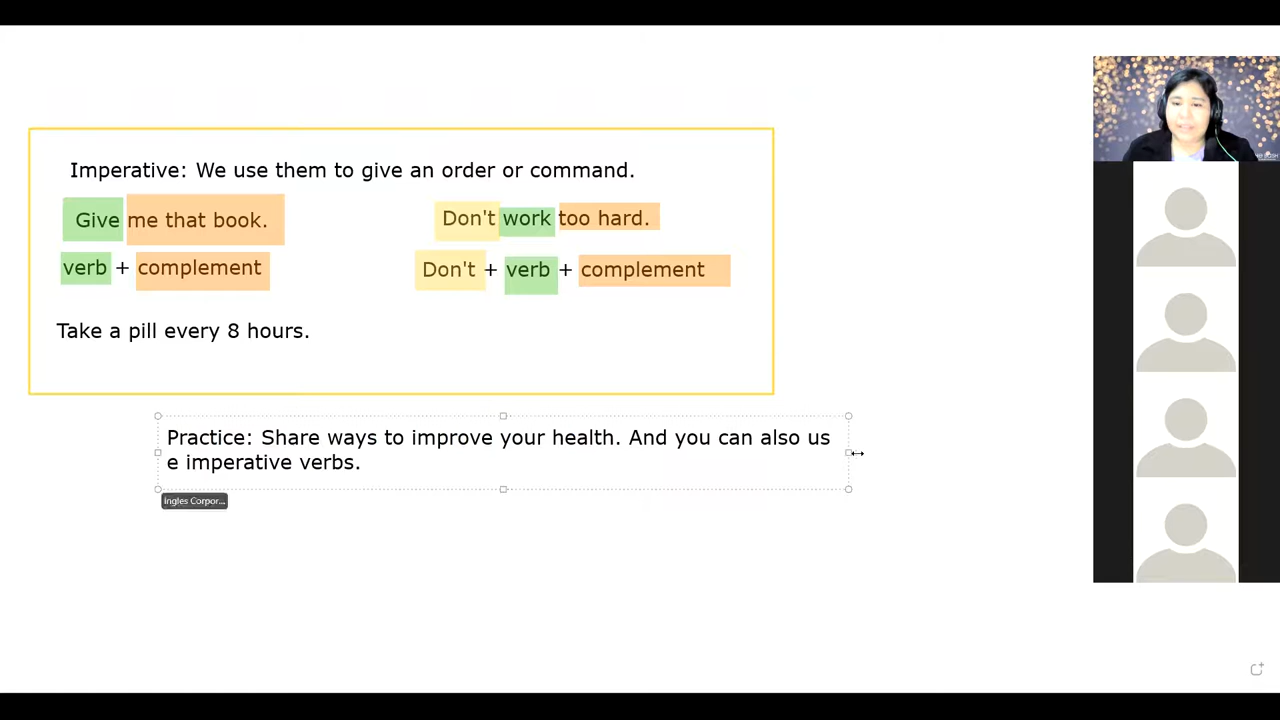 Imperative: We use them to give an order or command.
Give me that book.
Don't work too hard.
verb + complement
Don't + verb + complement
Take a pill every 8 hours.
Practice: Share ways to improve your health. And you can also us
e imperative verbs.
Ingles Corpor...